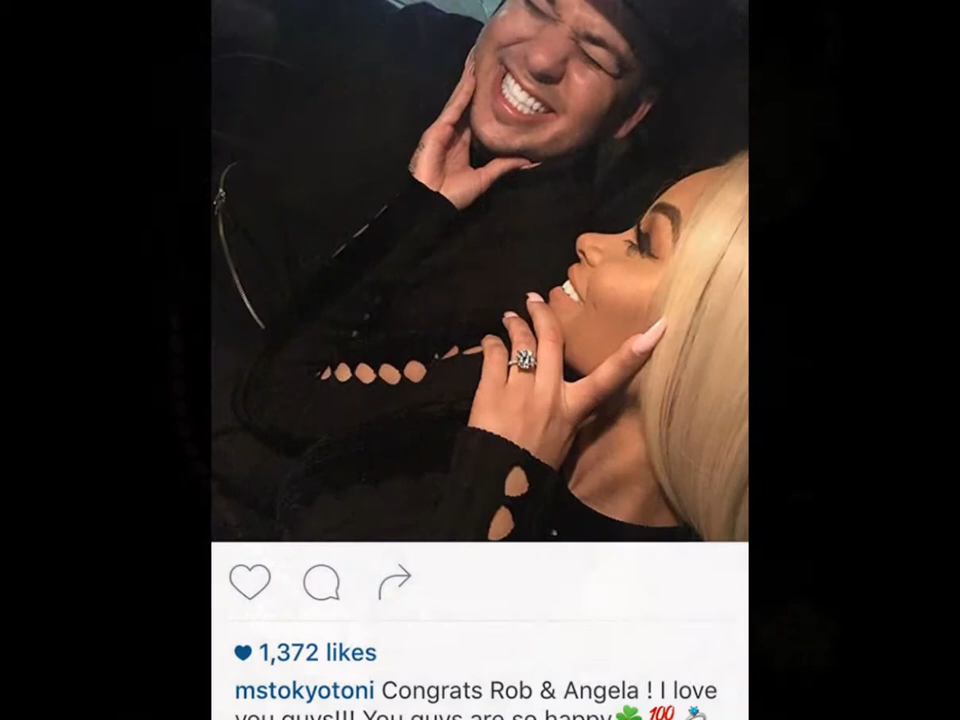 1,372 likes
mstokyotoni Congrats Rob & Angela ! I love
you guys!!! You guys are so happy☘️💯💍